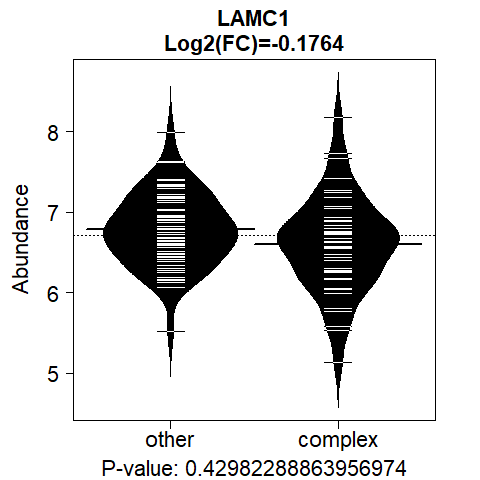 LAMC1
Log2(FC)=-0.1764
Abundance
8
7
6
5
other complex
P-value: 0.42982288863956974